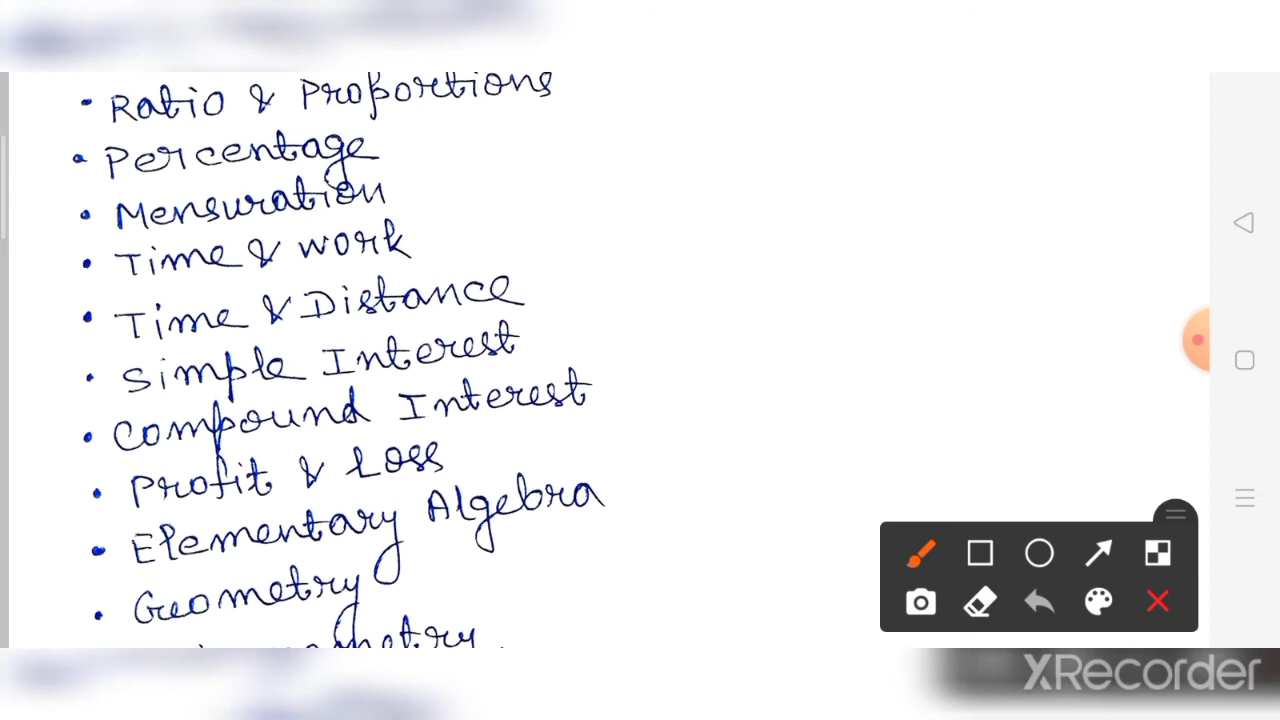 • Ratio & Proportions
• Percentage
• Mensuration
• Time & work
• Time & Distance
• Simple Interest
• Compound Interest
• Profit & Loss
• Elementary Algebra
• Geometry
XRecorder